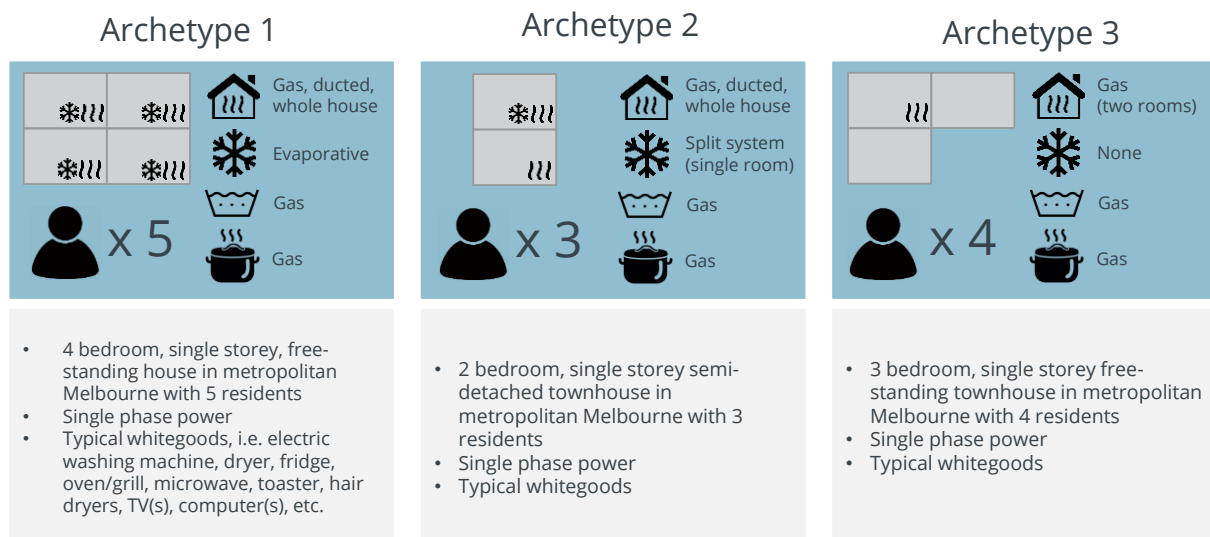 Archetype 1
Gas, ducted,
whole house
Evaporative
Gas
Gas
x 5
• 4 bedroom, single storey, free-
standing house in metropolitan
Melbourne with 5 residents
• Single phase power
• Typical whitegoods, i.e. electric
washing machine, dryer, fridge,
oven/grill, microwave, toaster, hair
dryers, TV(s), computer(s), etc.
Archetype 2
Gas, ducted,
whole house
Split system
(single room)
Gas
Gas
x 3
• 2 bedroom, single storey semi-
detached townhouse in
metropolitan Melbourne with 3
residents
• Single phase power
• Typical whitegoods
Archetype 3
Gas
(two rooms)
None
Gas
Gas
x 4
• 3 bedroom, single storey free-
standing townhouse in metropolitan
Melbourne with 4 residents
• Single phase power
• Typical whitegoods